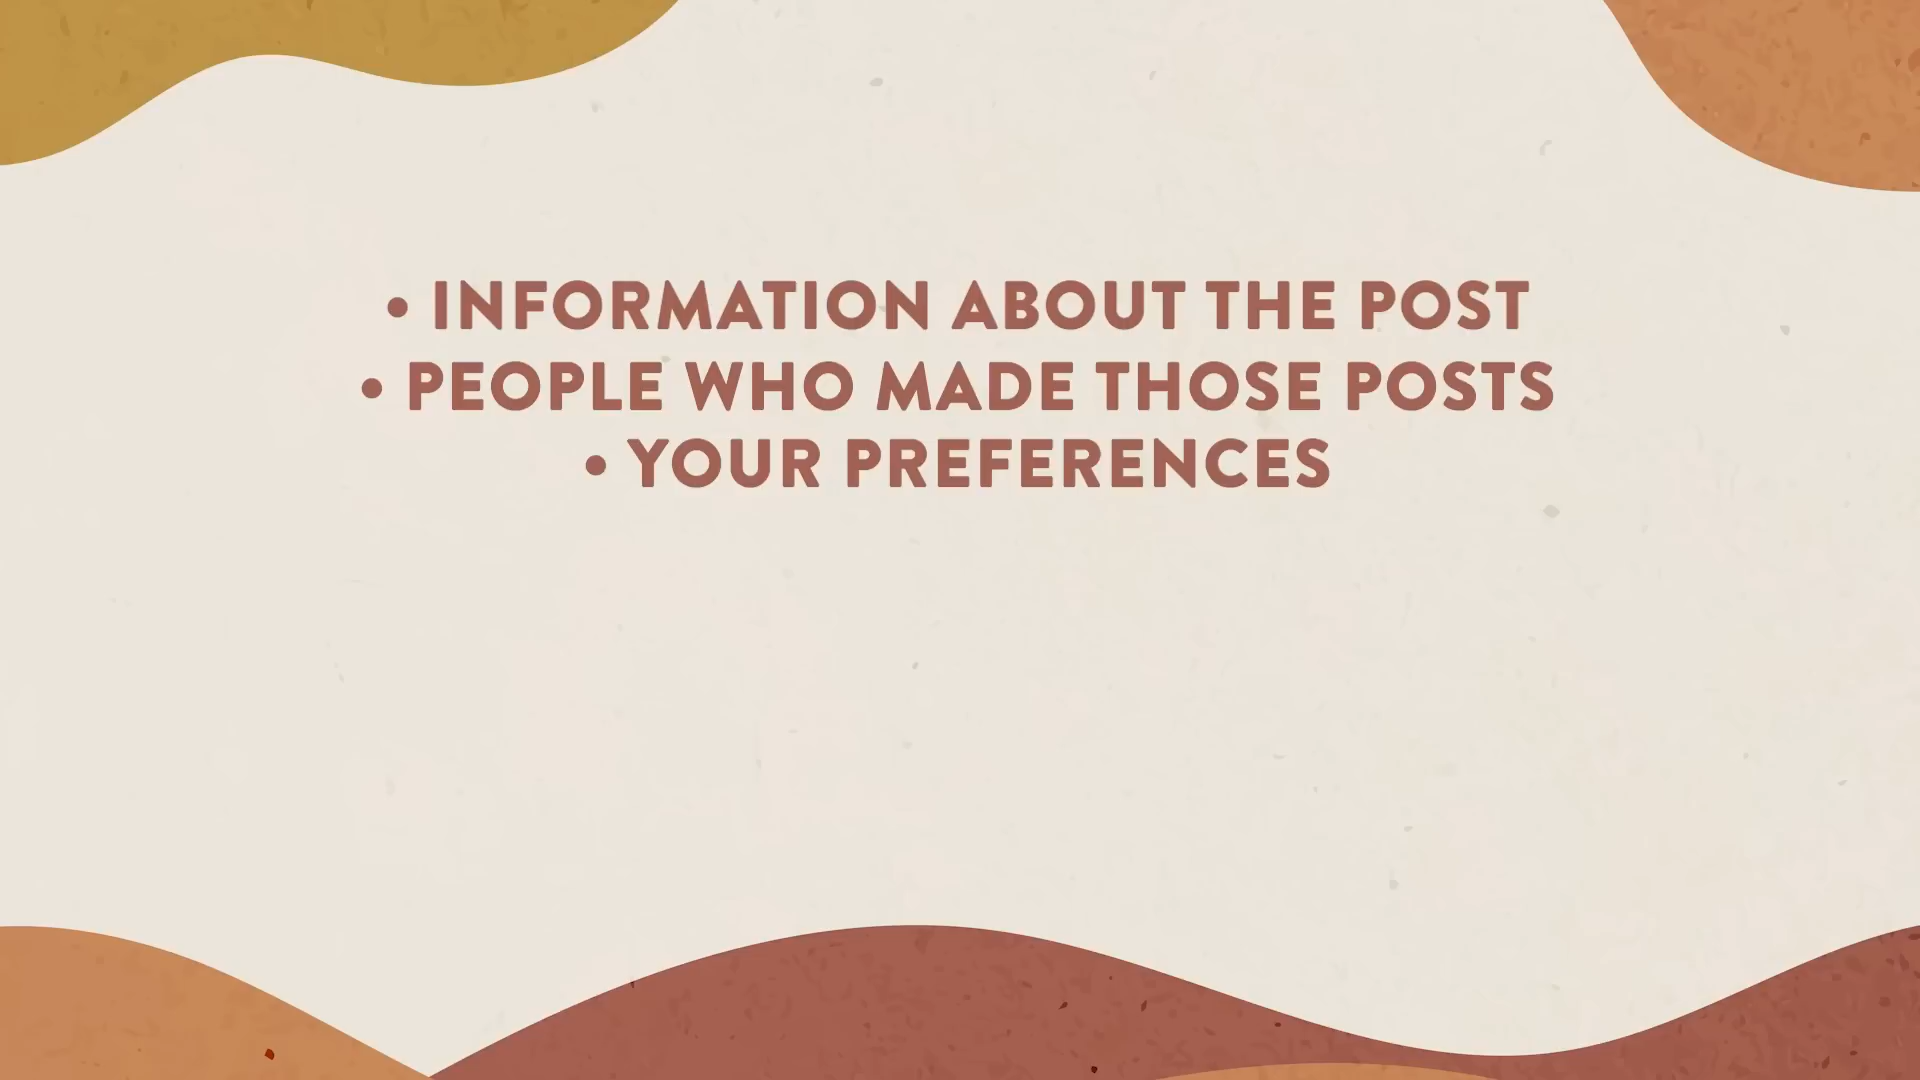 • INFORMATION ABOUT THE POST
• PEOPLE WHO MADE THOSE POSTS
• YOUR PREFERENCES